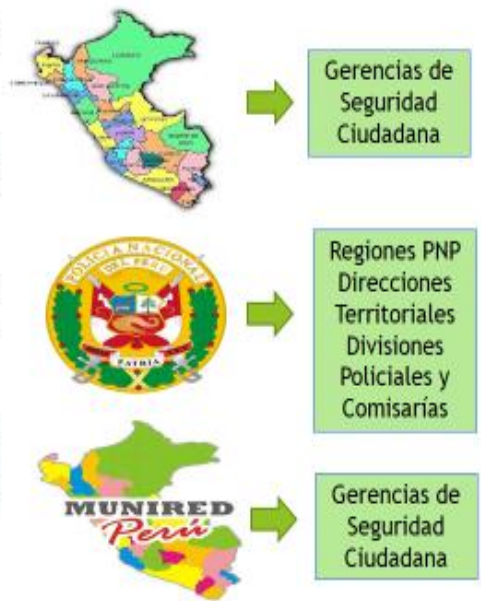 Gerencias de
Seguridad
Ciudadana
POLICIA NACIONAL
DEL PERU
PATRIA
Regiones PNP
Direcciones
Territoriales
Divisiones
Policiales y
Comisarías
MUNIRED
Perú
Gerencias de
Seguridad
Ciudadana